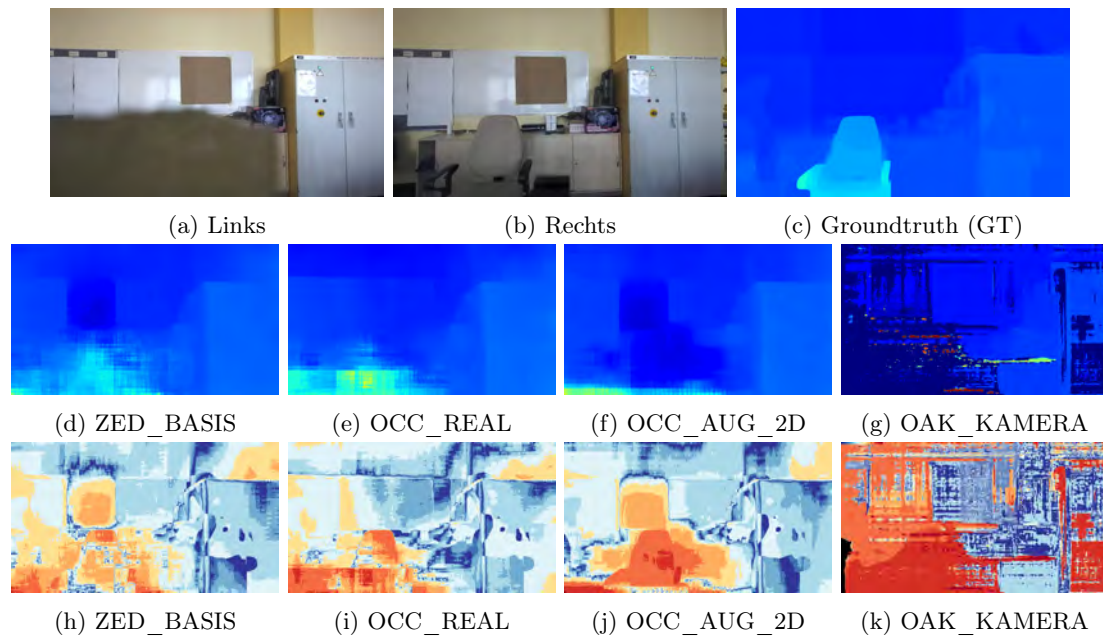 (a) Links
(b) Rechts
(c) Groundtruth (GT)
(d) ZED_BASIS
(e) OCC_REAL
(f) OCC_AUG_2D
(g) OAK_KAMERA
(h) ZED_BASIS
(i) OCC_REAL
(j) OCC_AUG_2D
(k) OAK_KAMERA